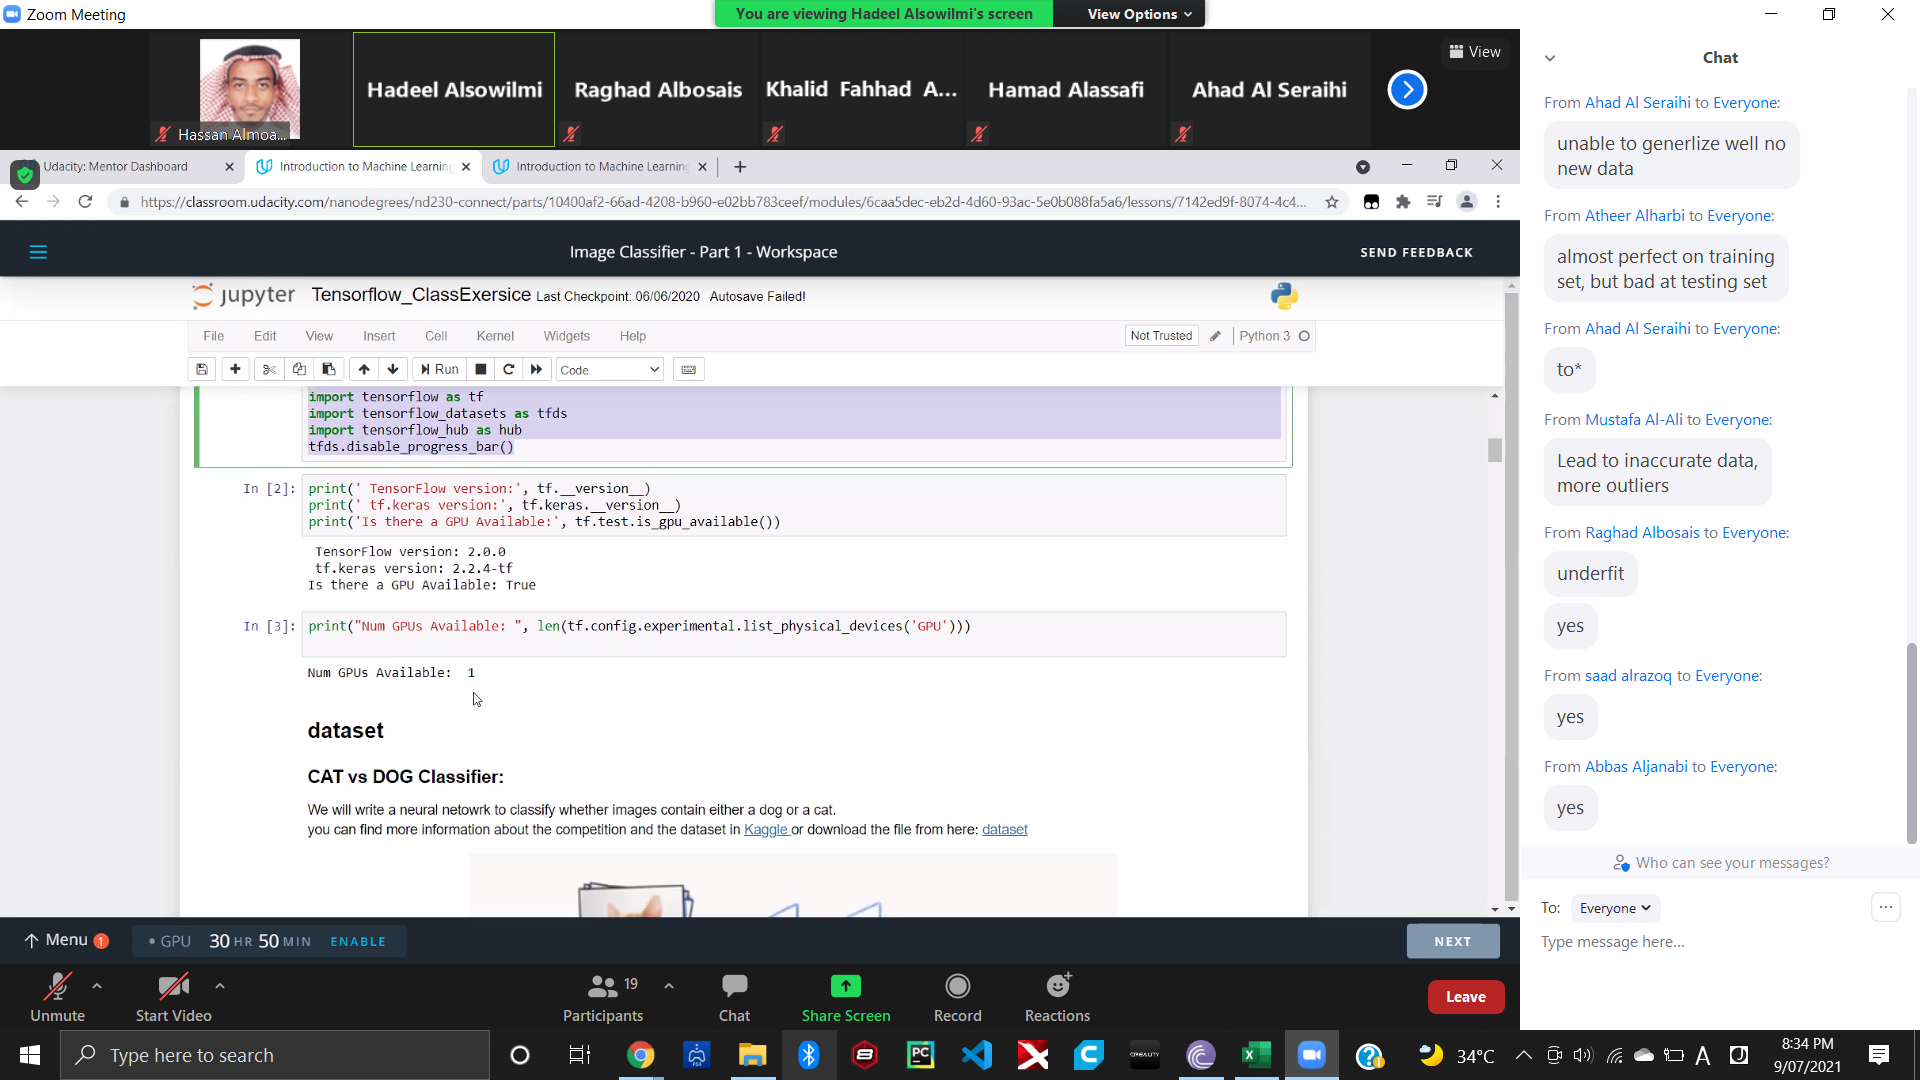 Zoom Meeting
You are viewing Hadeel Alsowilmi's screen
View Options
View
Hassan Almoa...
Hadeel Alsowilmi
Raghad Albosais
Khalid Fahhad A...
Hamad Alassafi
Ahad Al Seraihi
Udacity: Mentor Dashboard
Introduction to Machine Learning
Introduction to Machine Learning
https://classroom.udacity.com/nanodegrees/nd230-connect/parts/10400af2-66ad-4208-b960-e02bb783ceef/modules/6caa5dec-eb2d-4d60-93ac-5e0b088fa5a6/lessons/7142ed9f-8074-4c4...
Image Classifier - Part 1 - Workspace
SEND FEEDBACK
jupyter Tensorflow_ClassExersice Last Checkpoint: 06/06/2020 Autosave Failed!
File Edit View Insert Cell Kernel Widgets Help
Not Trusted
Python 3
Run
Code
import tensorflow as tf
import tensorflow_datasets as tfds
import tensorflow_hub as hub
tfds.disable_progress_bar()
In [2]: print(' TensorFlow version:', tf.__version__)
print(' tf.keras version:', tf.keras.__version__)
print('Is there a GPU Available:', tf.test.is_gpu_available())
TensorFlow version: 2.0.0
tf.keras version: 2.2.4-tf
Is there a GPU Available: True
In [3]: print("Num GPUs Available: ", len(tf.config.experimental.list_physical_devices('GPU')))
Num GPUs Available: 1
dataset
CAT vs DOG Classifier:
We will write a neural netowrk to classify whether images contain either a dog or a cat.
you can find more information about the competition and the dataset in Kaggle or download the file from here: dataset
Menu 1
GPU 30 HR 50 MIN ENABLE
NEXT
Unmute
Start Video
Participants 19
Chat
Share Screen
Record
Reactions
Leave
Chat
From Ahad Al Seraihi to Everyone:
unable to generlize well no
new data
From Atheer Alharbi to Everyone:
almost perfect on training
set, but bad at testing set
From Ahad Al Seraihi to Everyone:
to*
From Mustafa Al-Ali to Everyone:
Lead to inaccurate data,
more outliers
From Raghad Albosais to Everyone:
underfit
yes
From saad alrazoq to Everyone:
yes
From Abbas Aljanabi to Everyone:
yes
Who can see your messages?
To: Everyone
Type message here...
Type here to search
PC
34°C
A
8:34 PM
9/07/2021